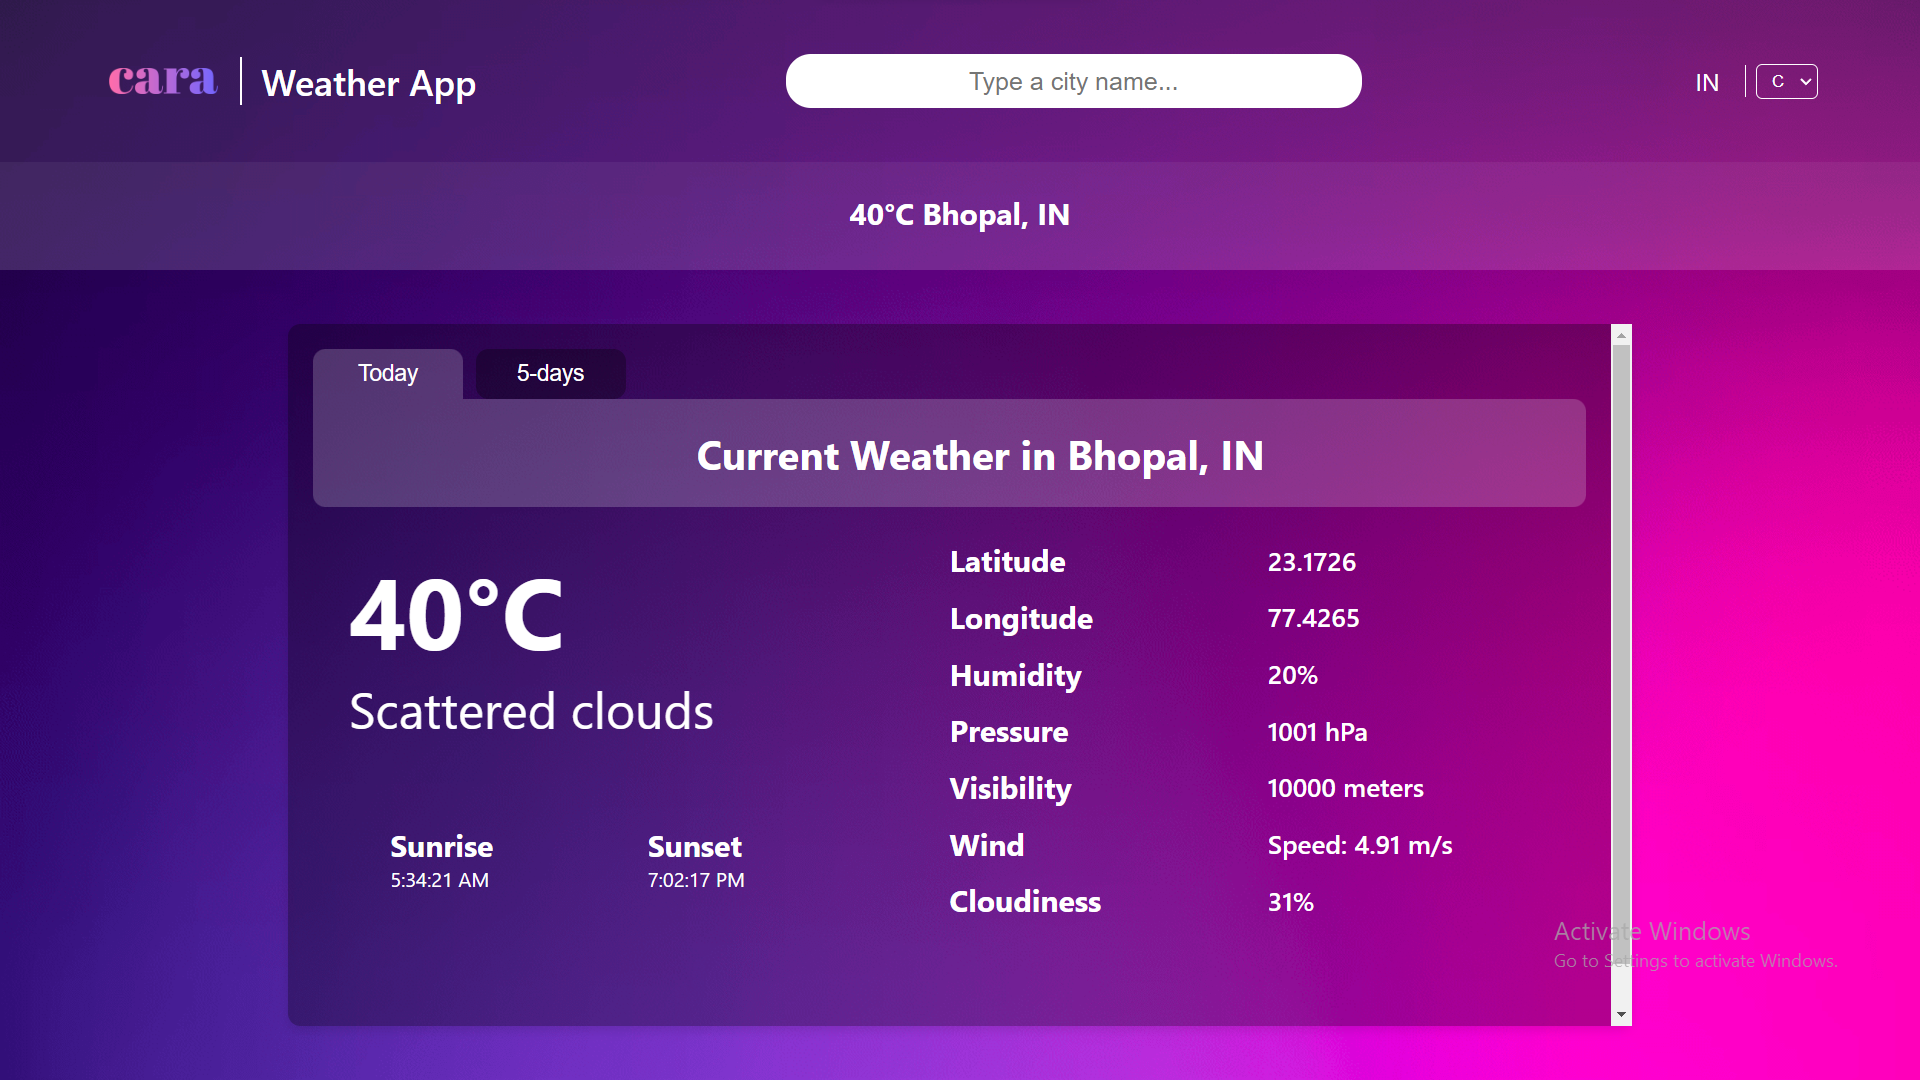 cara Weather App
Type a city name...
IN C
40°C Bhopal, IN
Today 5-days
Current Weather in Bhopal, IN
40°C
Scattered clouds
Sunrise Sunset
5:34:21 AM 7:02:17 PM
Latitude 23.1726
Longitude 77.4265
Humidity 20%
Pressure 1001 hPa
Visibility 10000 meters
Wind Speed: 4.91 m/s
Cloudiness 31%
Activate Windows
Go to Settings to activate Windows.